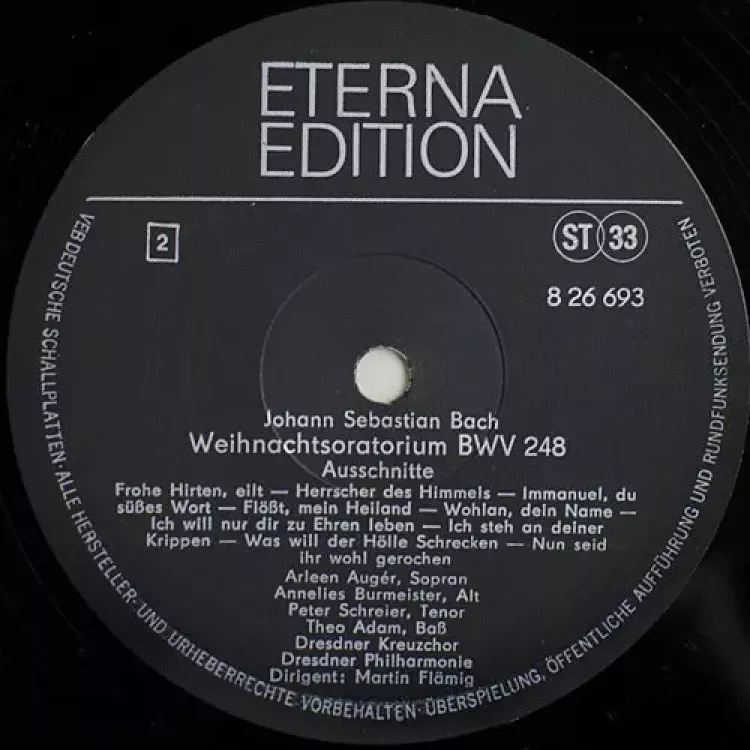 ETERNA
EDITION
2
ST 33
8 26 693
Johann Sebastian Bach
Weihnachtsoratorium BWV 248
Ausschnitte
Frohe Hirten, eilt — Herrscher des Himmels — Immanuel, du
süßes Wort — Flößt, mein Heiland — Wohlan, dein Name —
Ich will nur dir zu Ehren leben — Ich steh an deiner
Krippen — Was will der Hölle Schrecken — Nun seid
ihr wohl gerochen
Arleen Augér, Sopran
Annelies Burmeister, Alt
Peter Schreier, Tenor
Theo Adam, Baß
Dresdner Kreuzchor
Dresdner Philharmonie
Dirigent: Martin Flämig
VEB DEUTSCHE SCHALLPLATTEN · ALLE HERSTELLER- UND URHEBERRECHTE VORBEHALTEN · ÜBERSPIELUNG, ÖFFENTLICHE AUFFÜHRUNG UND RUNDFUNKSENDUNG VERBOTEN